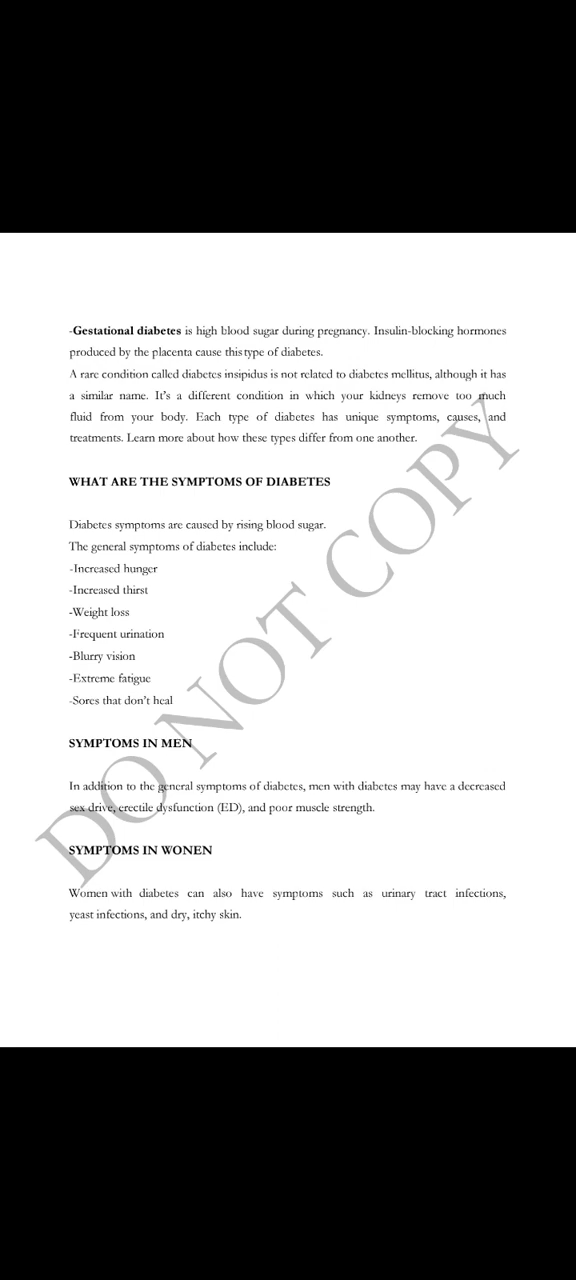 -Gestational diabetes is high blood sugar during pregnancy. Insulin-blocking hormones
produced by the placenta cause this type of diabetes.
A rare condition called diabetes insipidus is not related to diabetes mellitus, although it has
a similar name. It's a different condition in which your kidneys remove too much
fluid from your body. Each type of diabetes has unique symptoms, causes, and
treatments. Learn more about how these types differ from one another.
WHAT ARE THE SYMPTOMS OF DIABETES
Diabetes symptoms are caused by rising blood sugar.
The general symptoms of diabetes include:
-Increased hunger
-Increased thirst
-Weight loss
-Frequent urination
-Blurry vision
-Extreme fatigue
-Sores that don't heal
SYMPTOMS IN MEN
In addition to the general symptoms of diabetes, men with diabetes may have a decreased
sex drive, erectile dysfunction (ED), and poor muscle strength.
SYMPTOMS IN WONEN
Women with diabetes can also have symptoms such as urinary tract infections,
yeast infections, and dry, itchy skin.
DO NOT COPY